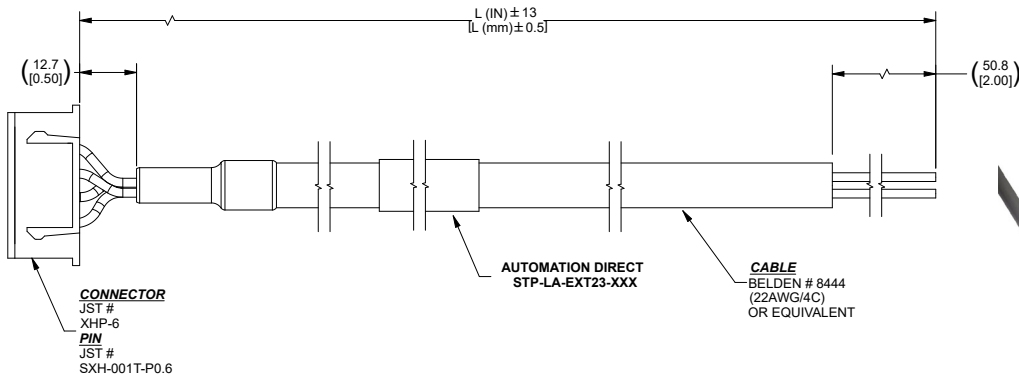 L (IN) ± 13
[L (mm) ± 0.5]
(12.7
[0.50])
(50.8
[2.00])
AUTOMATION DIRECT
STP-LA-EXT23-XXX
CABLE
BELDEN # 8444
(22AWG/4C)
OR EQUIVALENT
CONNECTOR
JST #
XHP-6
PIN
JST #
SXH-001T-P0.6